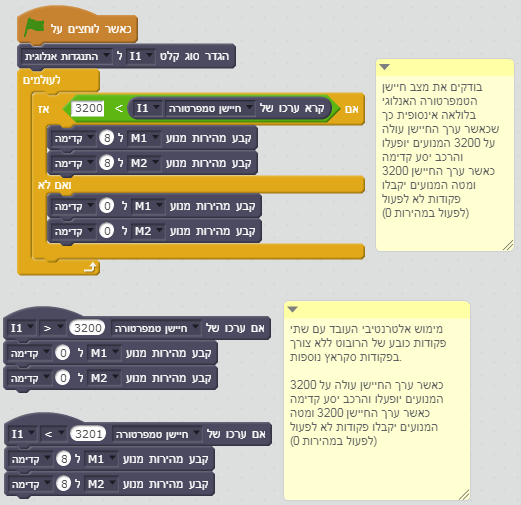 כאשר לוחצים על
הגדר סוג קלט I1 ל התנגדות אנלוגית
לעולמים
אם קרא ערכו של חיישן טמפרטורה I1 > 3200 אז
קבע מהירות מנוע M1 ל 8 קדימה
קבע מהירות מנוע M2 ל 8 קדימה
ואם לא
קבע מהירות מנוע M1 ל 0 קדימה
קבע מהירות מנוע M2 ל 0 קדימה
בודקים את מצב חיישן
הטמפרטורה האנלוגי
בלולאה אינסופית כך
שכאשר ערך החיישן עולה
על 3200 המנועים יופעלו
והרכב יסע קדימה
כאשר ערך החיישן 3200
ומטה המנועים יקבלו
פקודות לא לפעול
(לפעול במהירות 0)
אם ערכו של חיישן טמפרטורה 3200 > I1
קבע מהירות מנוע M1 ל 0 קדימה
קבע מהירות מנוע M2 ל 0 קדימה
אם ערכו של חיישן טמפרטורה 3201 < I1
קבע מהירות מנוע M1 ל 8 קדימה
קבע מהירות מנוע M2 ל 8 קדימה
מימוש אלטרנטיבי העובד עם שתי
פקודות כובע של הרובוט ללא צורך
בפקודות סקראץ נוספות.
כאשר ערך החיישן עולה על 3200
המנועים יופעלו והרכב יסע קדימה
כאשר ערך החיישן 3200 ומטה
המנועים יקבלו פקודות לא לפעול
(לפעול במהירות 0)